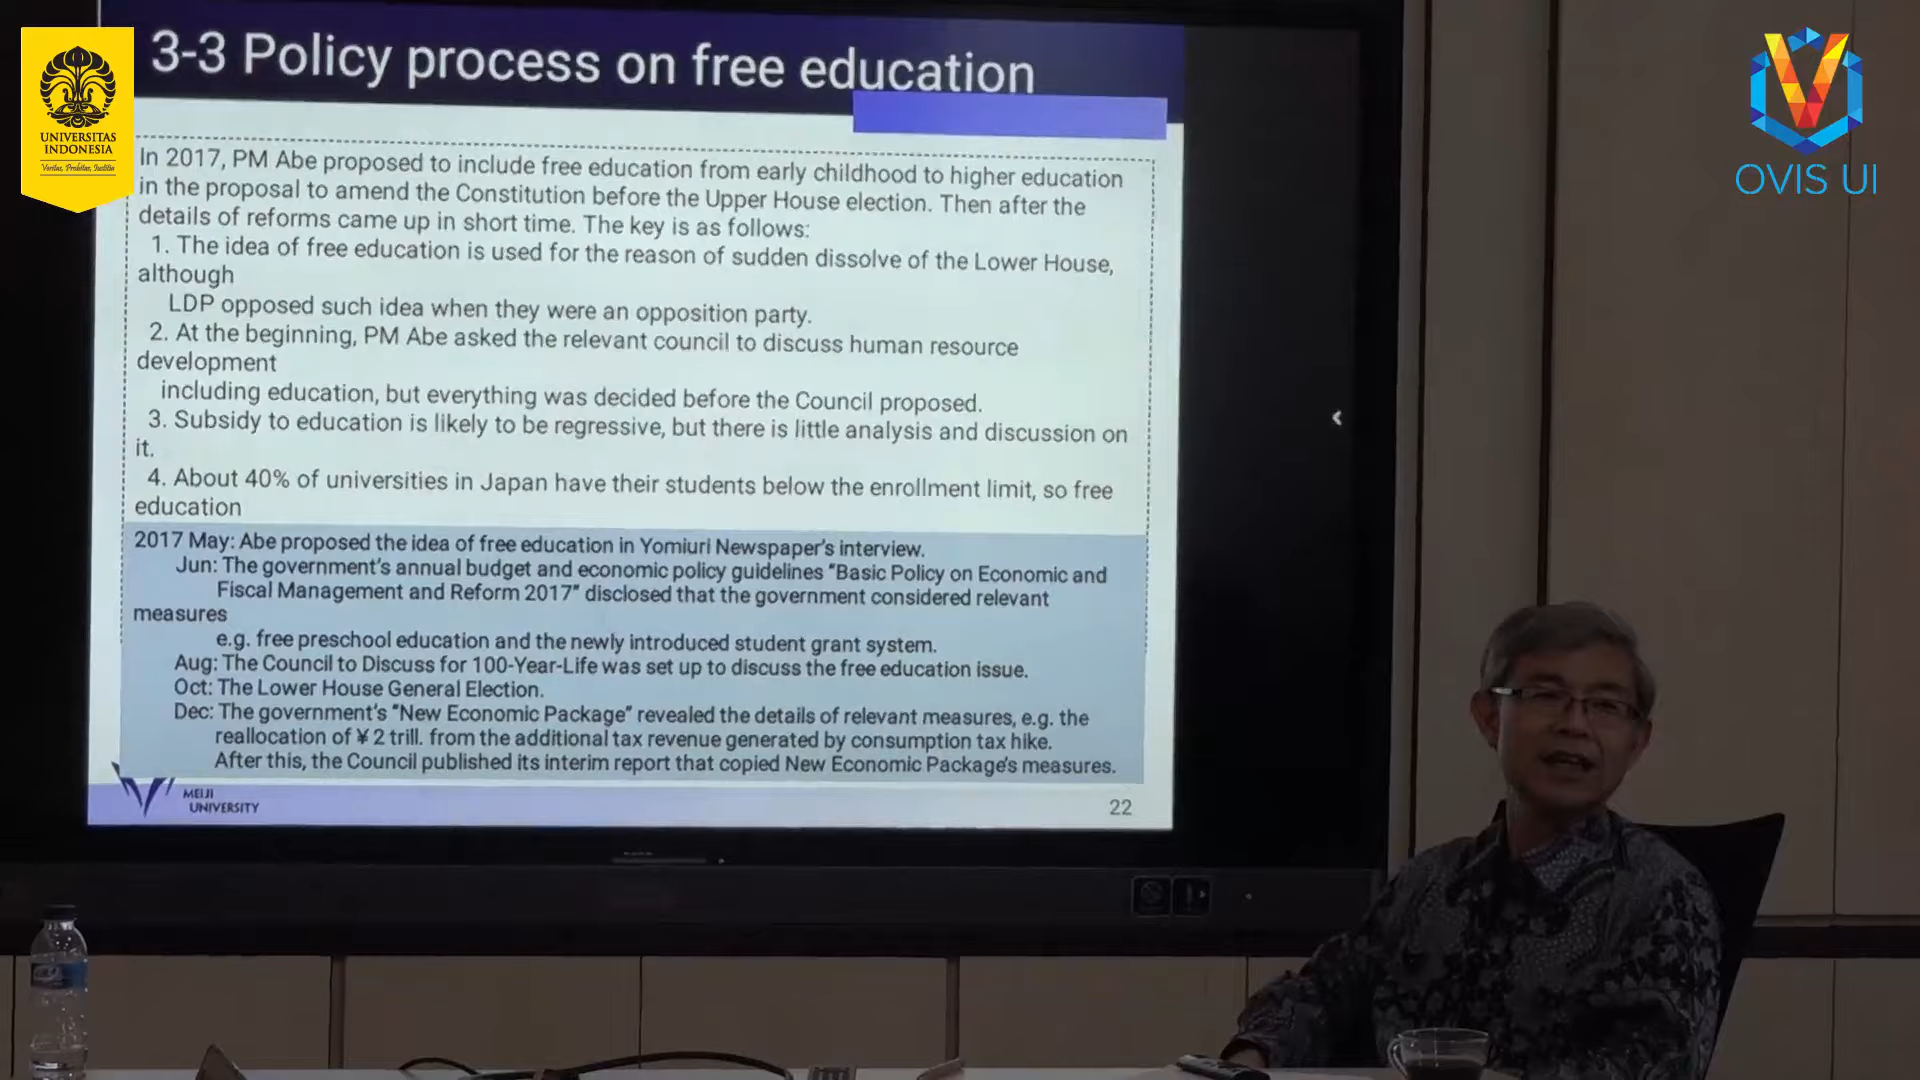 3-3 Policy process on free education
UNIVERSITAS
INDONESIA
Veritas, Probitas, Iustitia
OVIS UI
In 2017, PM Abe proposed to include free education from early childhood to higher education
in the proposal to amend the Constitution before the Upper House election. Then after the
details of reforms came up in short time. The key is as follows:
1. The idea of free education is used for the reason of sudden dissolve of the Lower House,
although
LDP opposed such idea when they were an opposition party.
2. At the beginning, PM Abe asked the relevant council to discuss human resource
development
including education, but everything was decided before the Council proposed.
3. Subsidy to education is likely to be regressive, but there is little analysis and discussion on
it.
4. About 40% of universities in Japan have their students below the enrollment limit, so free
education
2017 May: Abe proposed the idea of free education in Yomiuri Newspaper's interview.
Jun: The government's annual budget and economic policy guidelines "Basic Policy on Economic and
Fiscal Management and Reform 2017" disclosed that the government considered relevant
measures
e.g. free preschool education and the newly introduced student grant system.
Aug: The Council to Discuss for 100-Year-Life was set up to discuss the free education issue.
Oct: The Lower House General Election.
Dec: The government's "New Economic Package" revealed the details of relevant measures, e.g. the
reallocation of ¥ 2 trill. from the additional tax revenue generated by consumption tax hike.
After this, the Council published its interim report that copied New Economic Package's measures.
MEIJI
UNIVERSITY
22